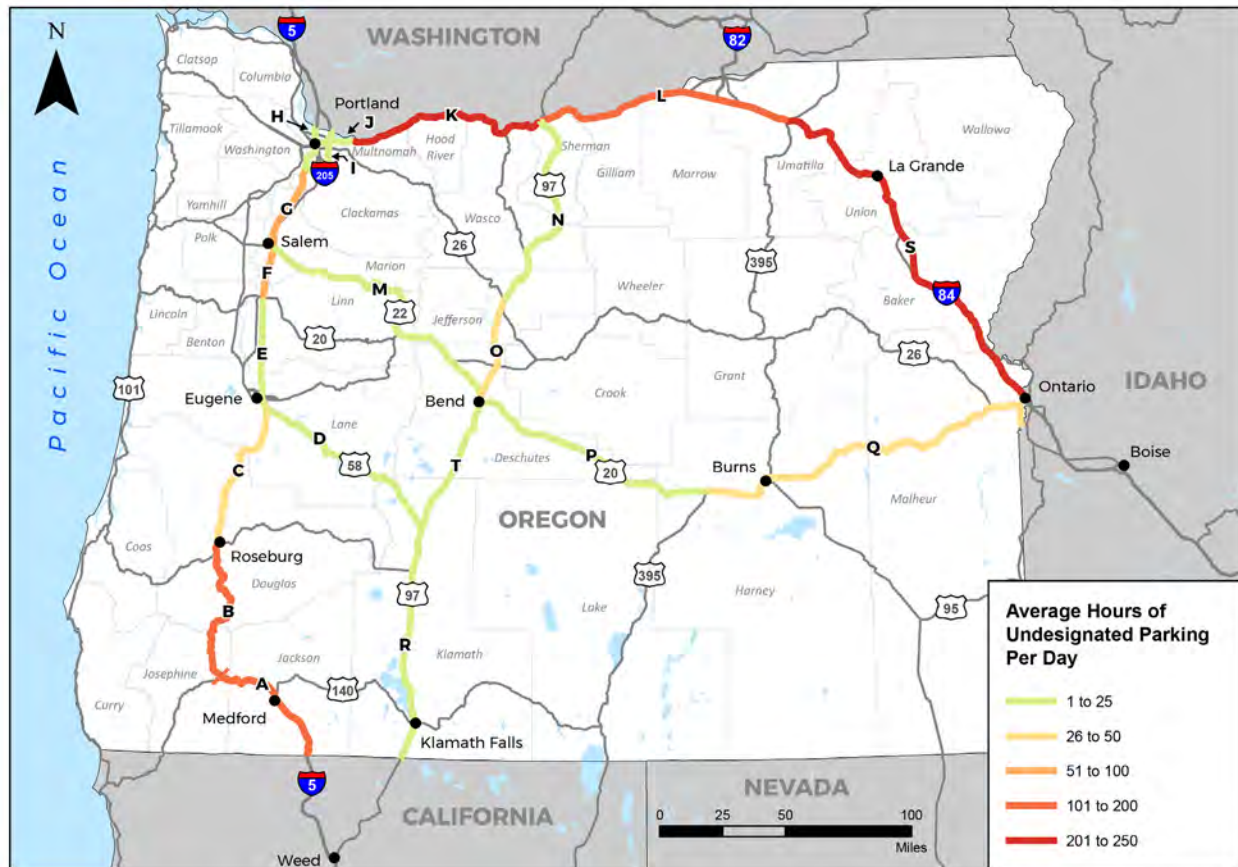 N
5
WASHINGTON
82
Clatsop
Columbia
Portland
H
J
K
L
Tillamook
Washington
Multnomah
Hood
River
Sherman
Wallowa
I
205
97
Gilliam
Morrow
Umatilla
La Grande
Yamhill
G
Clackamas
Wasco
N
Union
Polk
Salem
26
395
S
F
Marion
M
Wheeler
84
Lincoln
Linn
22
Jefferson
Baker
Benton
20
26
E
O
Grant
101
Crook
Ontario
IDAHO
Eugene
Bend
Pacific Ocean
Lane
D
T
Deschutes
P
Q
58
20
Burns
Boise
C
Malheur
OREGON
Coos
Roseburg
Douglas
395
97
Lake
Harney
95
B
R
Klamath
Josephine
Jackson
A
140
Curry
Medford
Klamath Falls
5
CALIFORNIA
NEVADA
Weed
0 25 50 100
Miles
Average Hours of
Undesignated Parking
Per Day
1 to 25
26 to 50
51 to 100
101 to 200
201 to 250